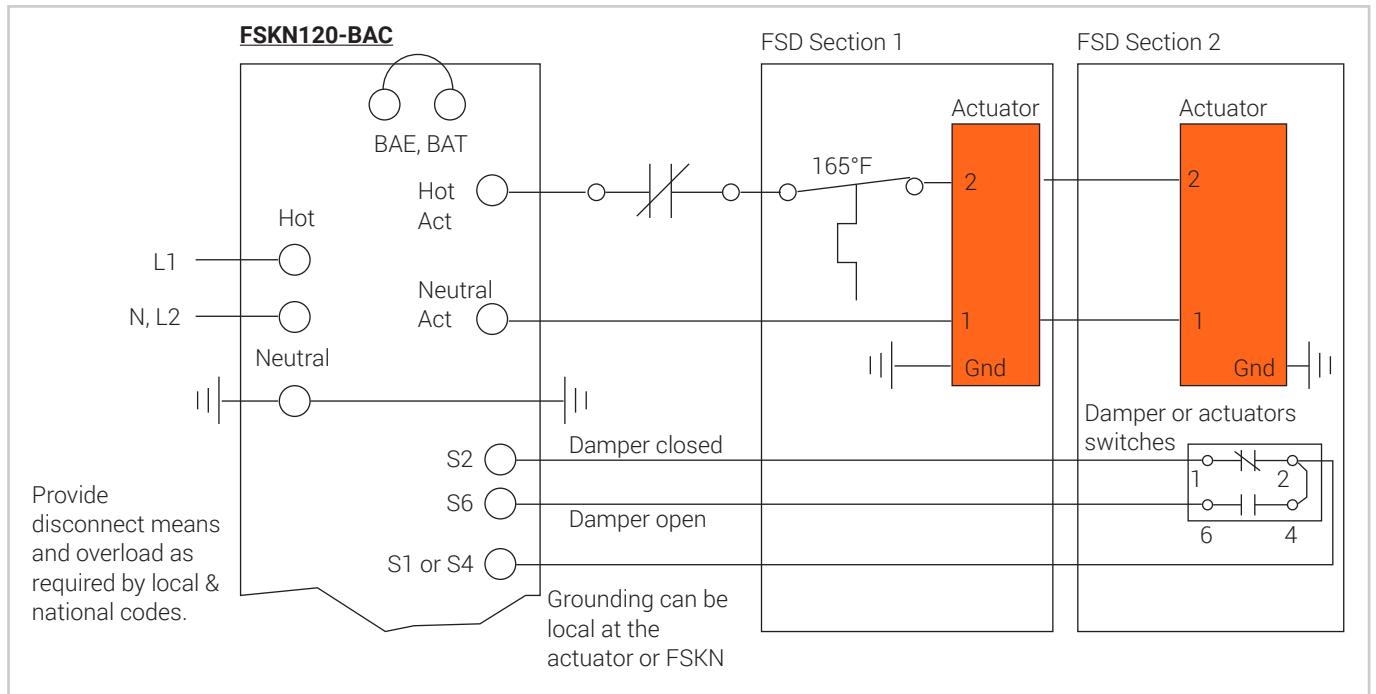 FSKN120-BAC
FSD Section 1
FSD Section 2
BAE, BAT
Hot
Act
Hot
L1
N, L2
Neutral
Neutral
Act
165°F
Actuator
2
1
Gnd
Actuator
2
1
Gnd
S2
Damper closed
S6
Damper open
S1 or S4
Damper or actuators
switches
1
2
6
4
Provide
disconnect means
and overload as
required by local &
national codes.
Grounding can be
local at the
actuator or FSKN